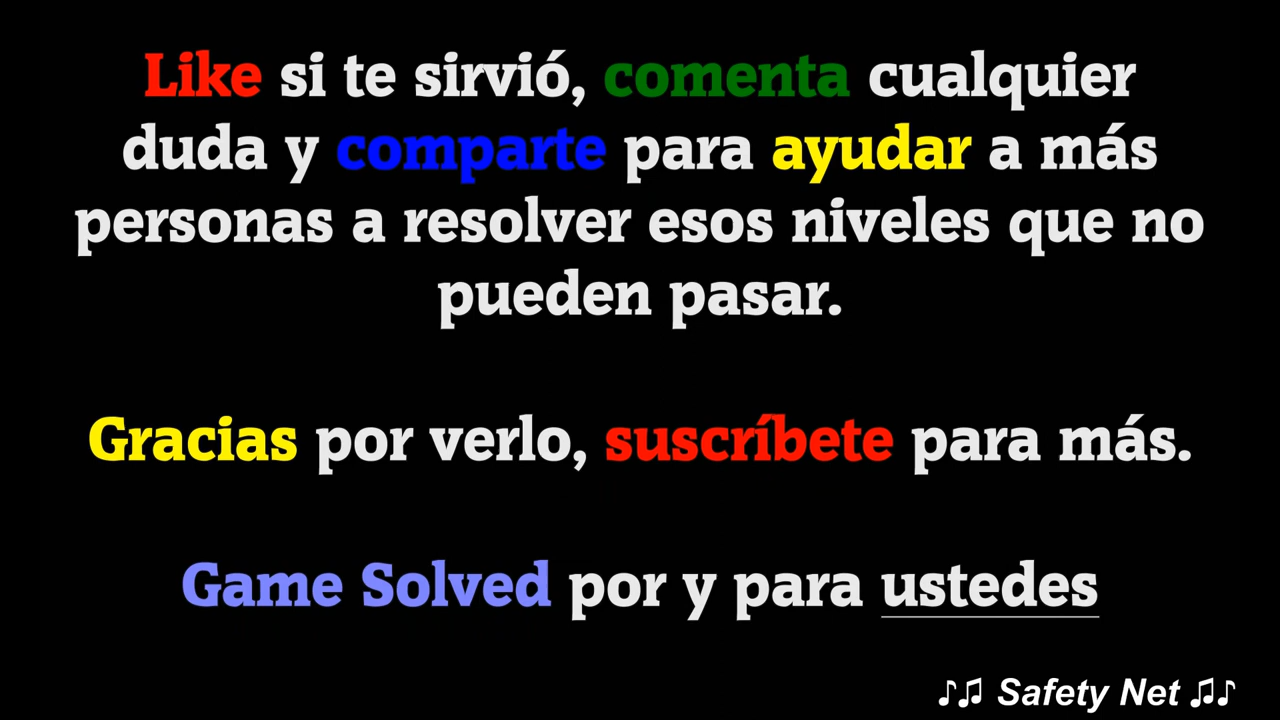 Like si te sirvió, comenta cualquier
duda y comparte para ayudar a más
personas a resolver esos niveles que no
pueden pasar.
Gracias por verlo, suscríbete para más.
Game Solved por y para ustedes
♪♫ Safety Net ♫♪